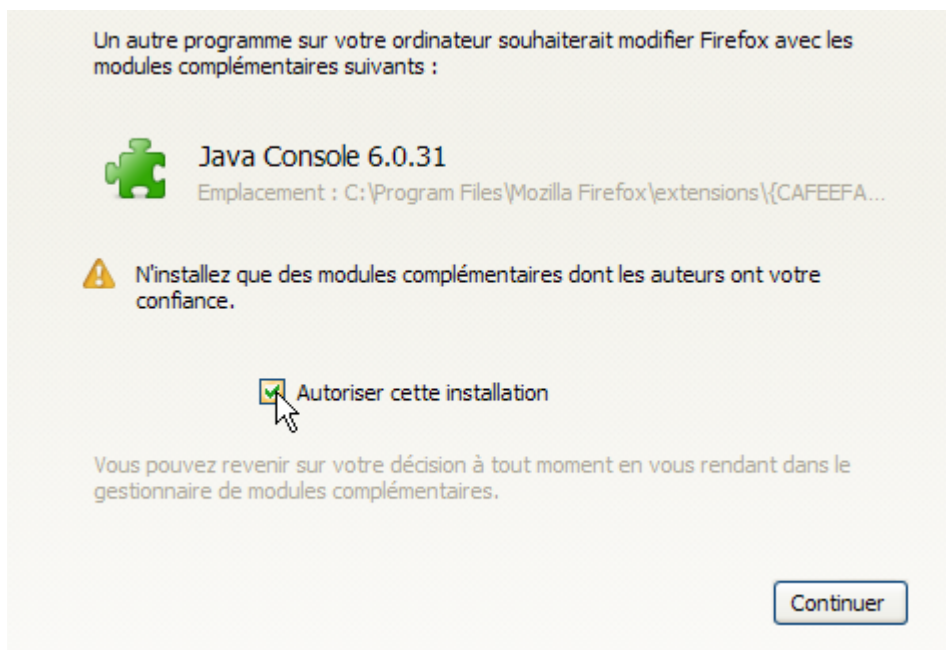 Un autre programme sur votre ordinateur souhaiterait modifier Firefox avec les
modules complémentaires suivants :
Java Console 6.0.31
Emplacement : C:\Program Files\Mozilla Firefox\extensions\{CAFEEFA...
N'installez que des modules complémentaires dont les auteurs ont votre
confiance.
Autoriser cette installation
Vous pouvez revenir sur votre décision à tout moment en vous rendant dans le
gestionnaire de modules complémentaires.
Continuer